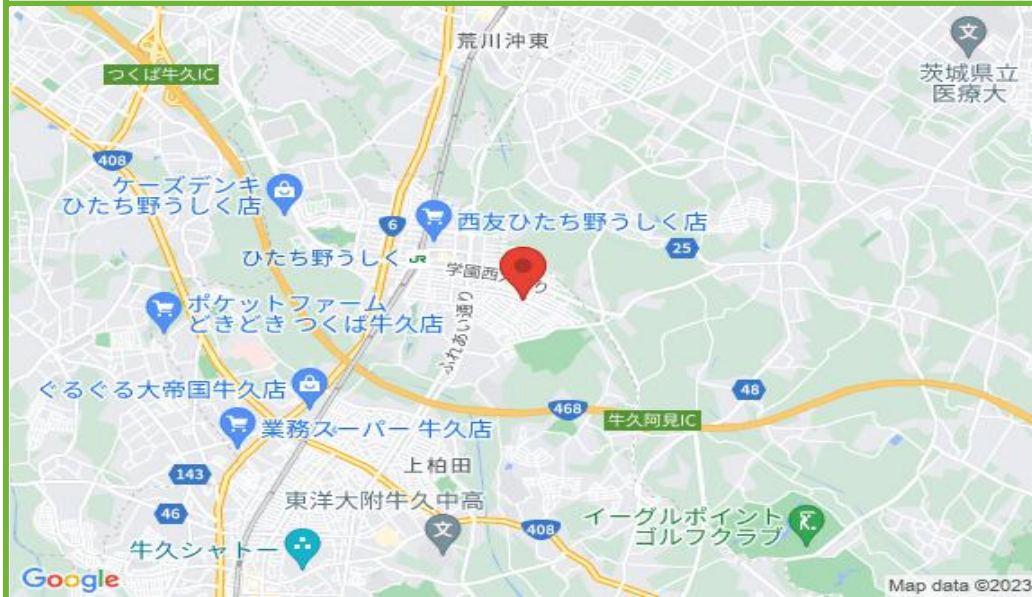 荒川沖東
文
茨城県立
医療大
つくば牛久IC
408
ケーズデンキ
ひたち野うしく店
6
西友ひたち野うしく店
25
ひたち野うしく
JR
ポケットファーム
どきどき つくば牛久店
ふれあい通り
ぐるぐる大帝国牛久店
468
48
牛久阿見IC
業務スーパー 牛久店
上柏田
143
東洋大附牛久中高
46
文
408
イーグルポイント
ゴルフクラブ
牛久シャトー
Google
Map data ©2023